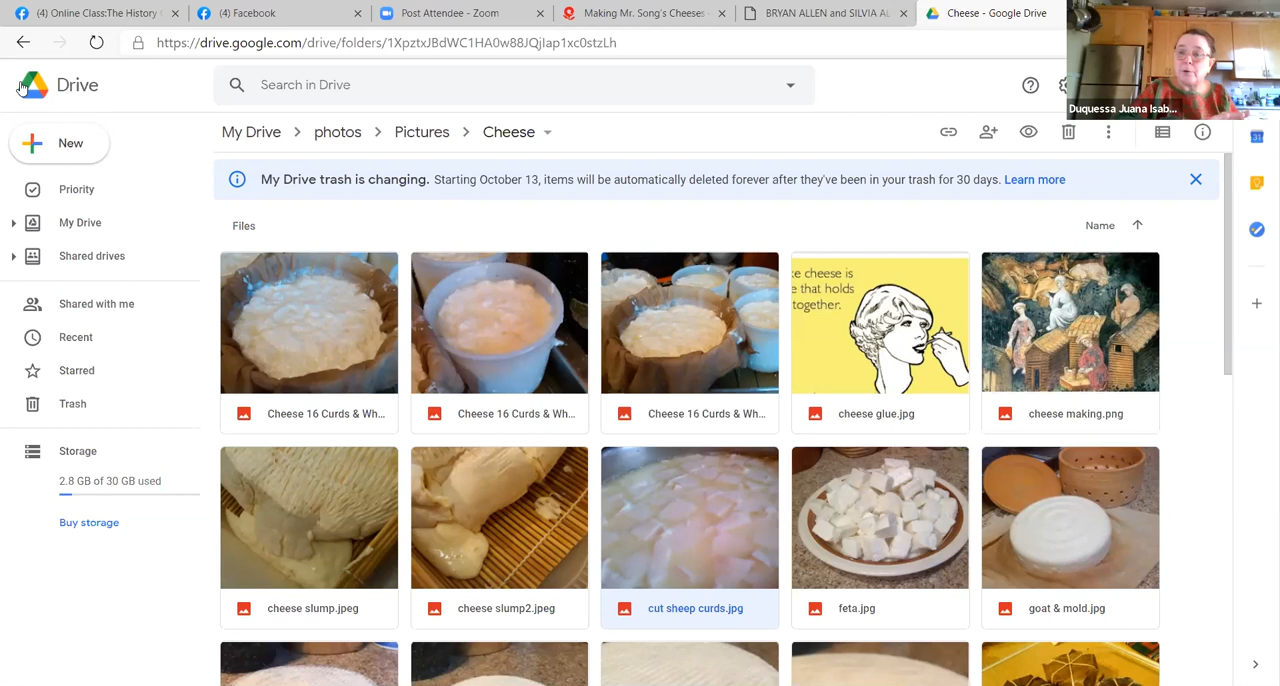 (4) Online Class:The History
(4) Facebook
Post Attendee - Zoom
Making Mr. Song's Cheeses
BRYAN ALLEN and SILVIA AL
Cheese - Google Drive
https://drive.google.com/drive/folders/1XpztxJBdWC1HA0w88JQjIap1xc0stzLh
Drive
Search in Drive
Duquessa Juana Isab...
New
My Drive > photos > Pictures > Cheese
My Drive trash is changing. Starting October 13, items will be automatically deleted forever after they've been in your trash for 30 days. Learn more
Priority
My Drive
Shared drives
Shared with me
Recent
Starred
Trash
Storage
2.8 GB of 30 GB used
Buy storage
Files
Name
31
ke cheese is
e that holds
together.
Cheese 16 Curds & Wh...
Cheese 16 Curds & Wh...
Cheese 16 Curds & Wh...
cheese glue.jpg
cheese making.png
cheese slump.jpeg
cheese slump2.jpeg
cut sheep curds.jpg
feta.jpg
goat & mold.jpg